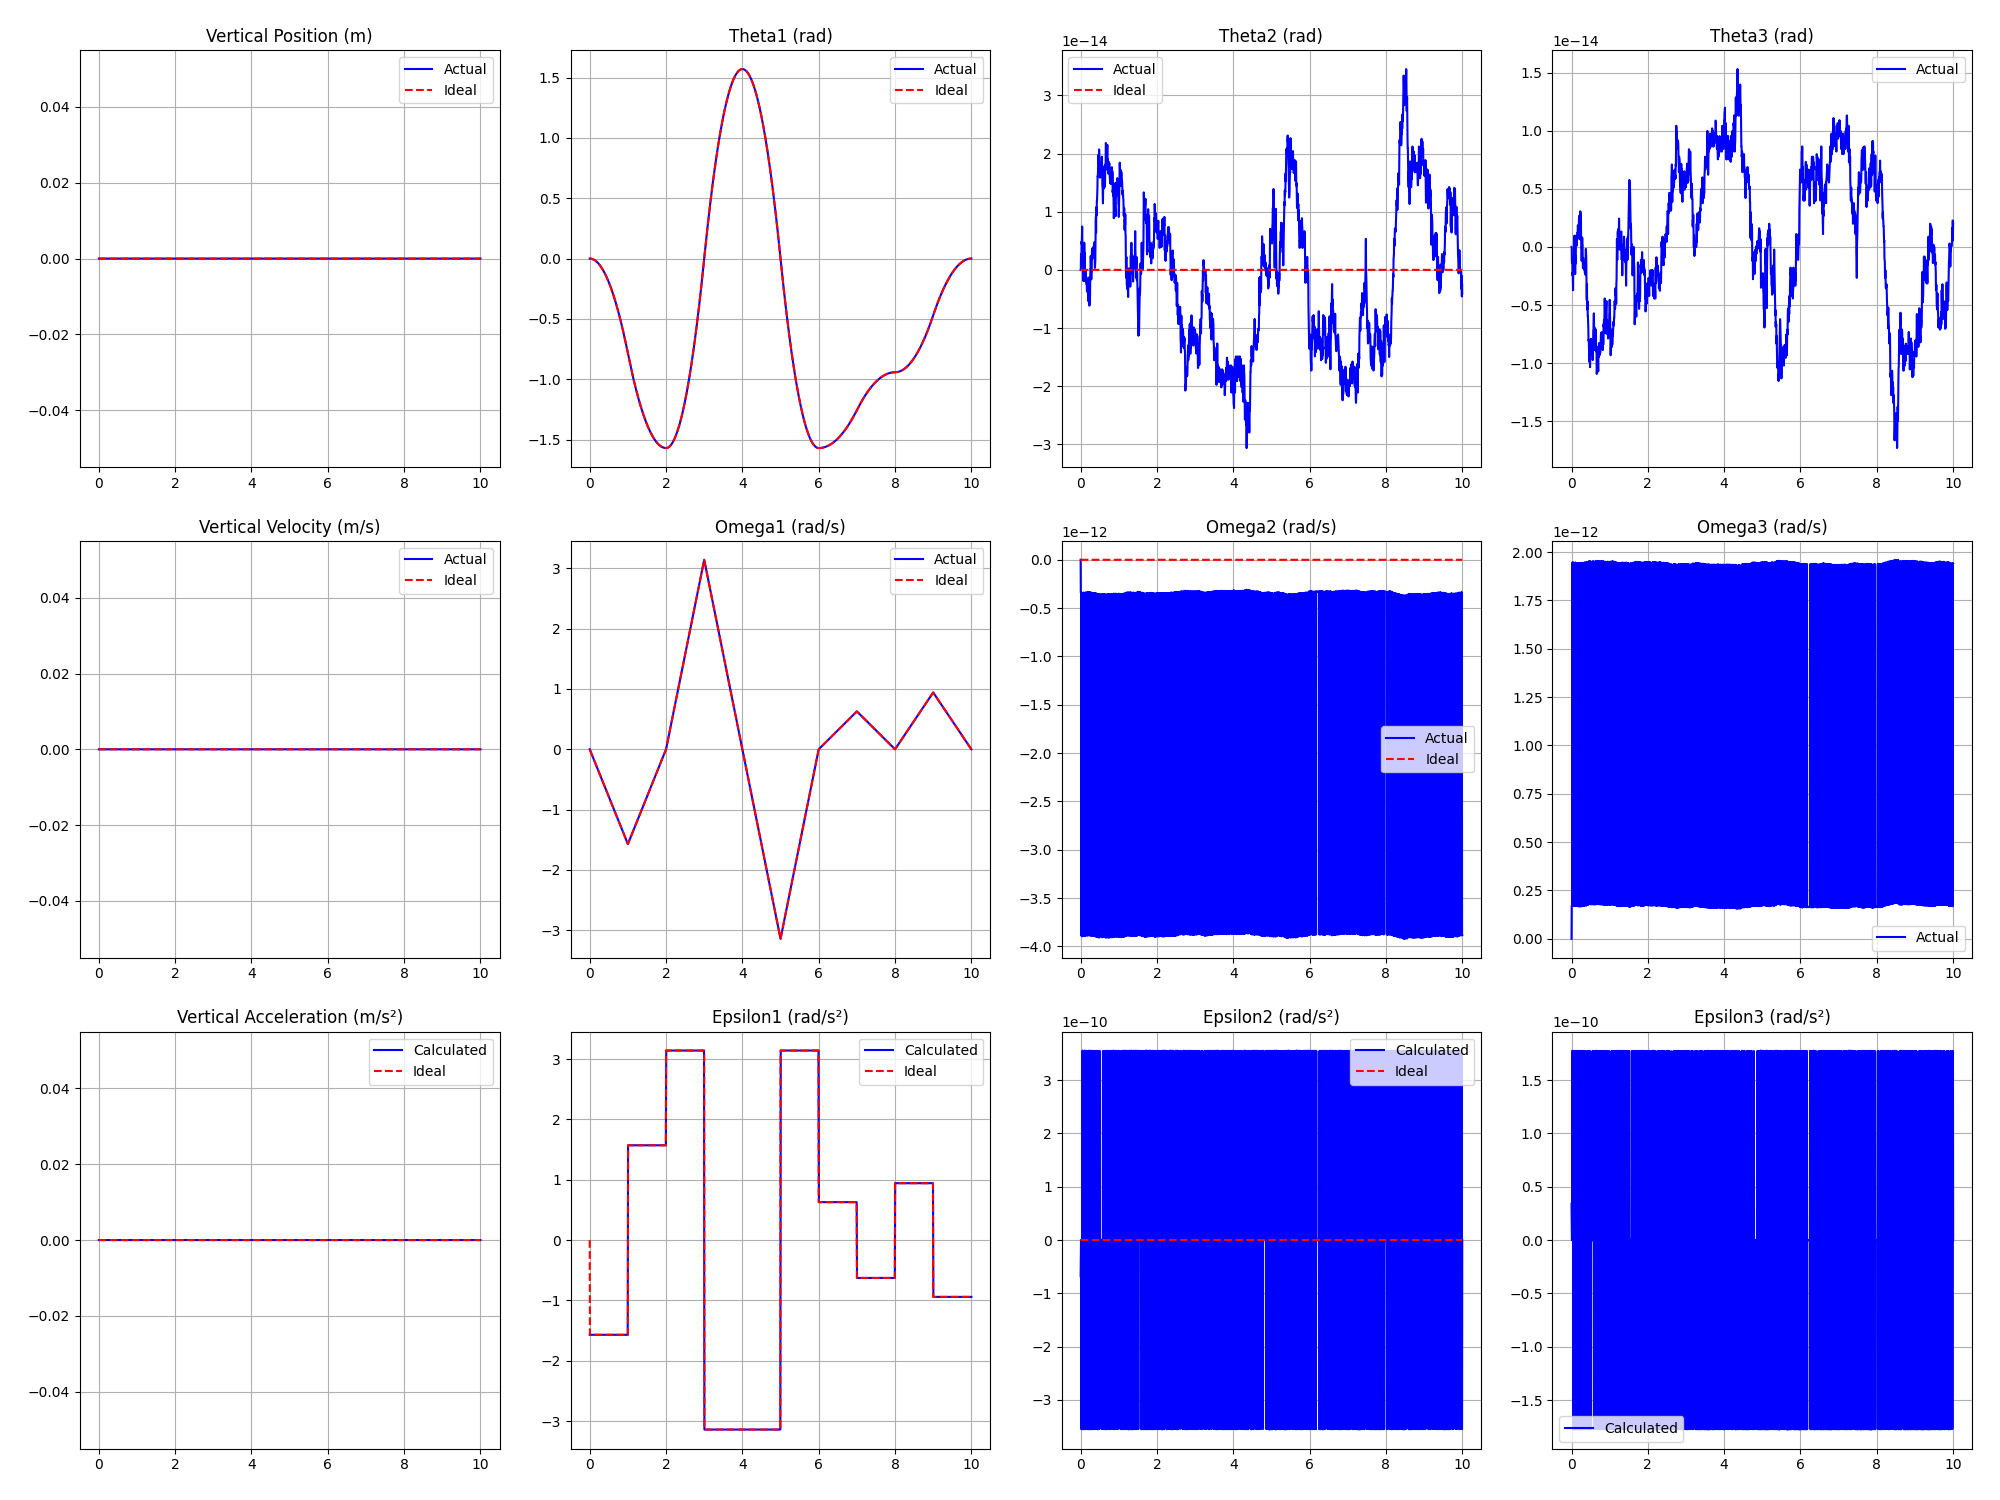 Vertical Position (m)
Actual
Ideal
0.04
0.02
0.00
−0.02
−0.04
0 2 4 6 8 10
Theta1 (rad)
Actual
Ideal
1.5
1.0
0.5
0.0
−0.5
−1.0
−1.5
0 2 4 6 8 10
Theta2 (rad)
1e−14
Actual
Ideal
3
2
1
0
−1
−2
−3
0 2 4 6 8 10
Theta3 (rad)
1e−14
Actual
1.5
1.0
0.5
0.0
−0.5
−1.0
−1.5
0 2 4 6 8 10
Vertical Velocity (m/s)
Actual
Ideal
0.04
0.02
0.00
−0.02
−0.04
0 2 4 6 8 10
Omega1 (rad/s)
Actual
Ideal
3
2
1
0
−1
−2
−3
0 2 4 6 8 10
Omega2 (rad/s)
1e−12
0.0
−0.5
−1.0
−1.5
−2.0
−2.5
−3.0
−3.5
−4.0
Actual
Ideal
0 2 4 6 8 10
Omega3 (rad/s)
1e−12
2.00
1.75
1.50
1.25
1.00
0.75
0.50
0.25
0.00
Actual
0 2 4 6 8 10
Vertical Acceleration (m/s²)
Calculated
Ideal
0.04
0.02
0.00
−0.02
−0.04
0 2 4 6 8 10
Epsilon1 (rad/s²)
Calculated
Ideal
3
2
1
0
−1
−2
−3
0 2 4 6 8 10
Epsilon2 (rad/s²)
1e−10
Calculated
Ideal
3
2
1
0
−1
−2
−3
0 2 4 6 8 10
Epsilon3 (rad/s²)
1e−10
1.5
1.0
0.5
0.0
−0.5
−1.0
−1.5
Calculated
0 2 4 6 8 10